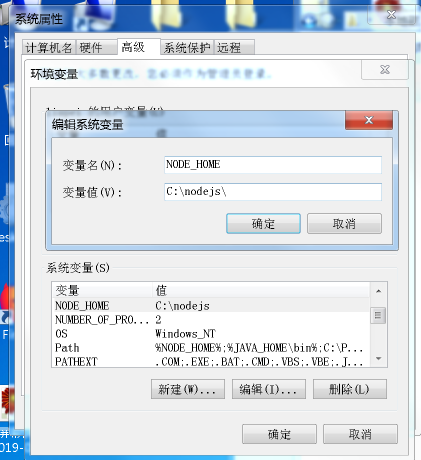 系统属性
计算机名 硬件 高级 系统保护 远程
环境变量
编辑系统变量
变量名(N): NODE_HOME
变量值(V): C:\nodejs\
确定 取消
系统变量(S)
变量 值
NODE_HOME C:\nodejs
NUMBER_OF_PRO... 2
OS Windows_NT
Path %NODE_HOME%;%JAVA_HOME\bin%;C:\P...
PATHEXT .COM;.EXE;.BAT;.CMD;.VBS;.VBE;.J...
新建(W)... 编辑(I)... 删除(L)
确定 取消